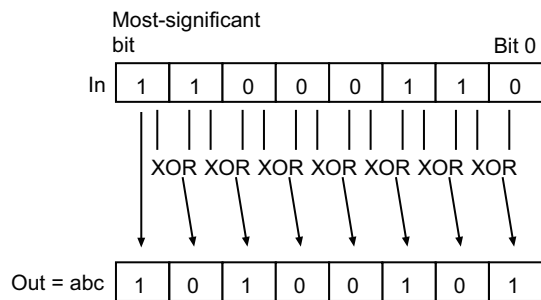 Most-significant
bit Bit 0
In 1 1 0 0 0 1 1 0
XOR XOR XOR XOR XOR XOR XOR
Out = abc 1 0 1 0 0 1 0 1